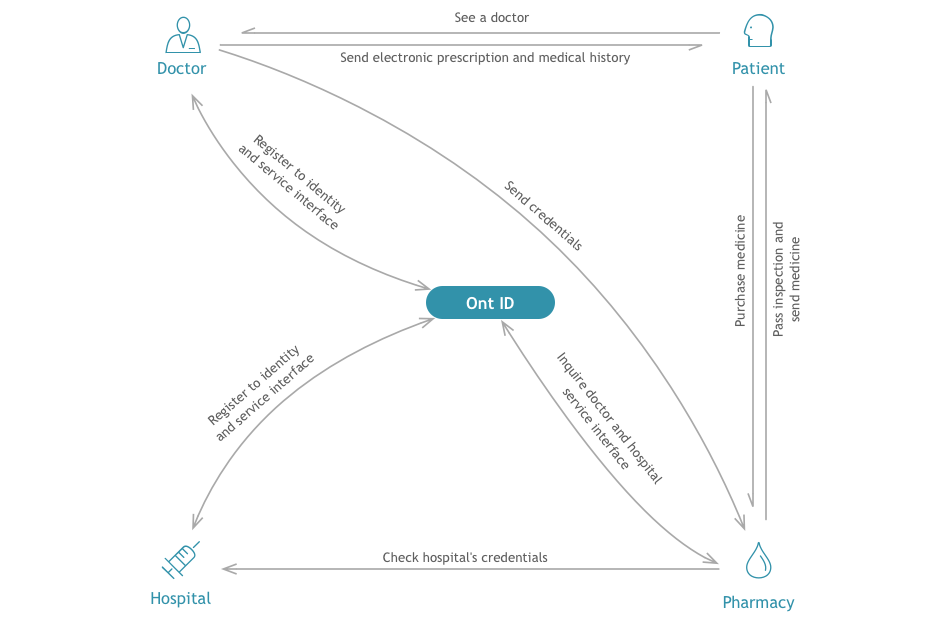 See a doctor
Send electronic prescription and medical history
Doctor
Patient
Register to identity
and service interface
Send credentials
Purchase medicine
Pass inspection and
send medicine
Ont ID
Register to identity
and service interface
Inquire doctor and hospital
service interface
Check hospital's credentials
Hospital
Pharmacy